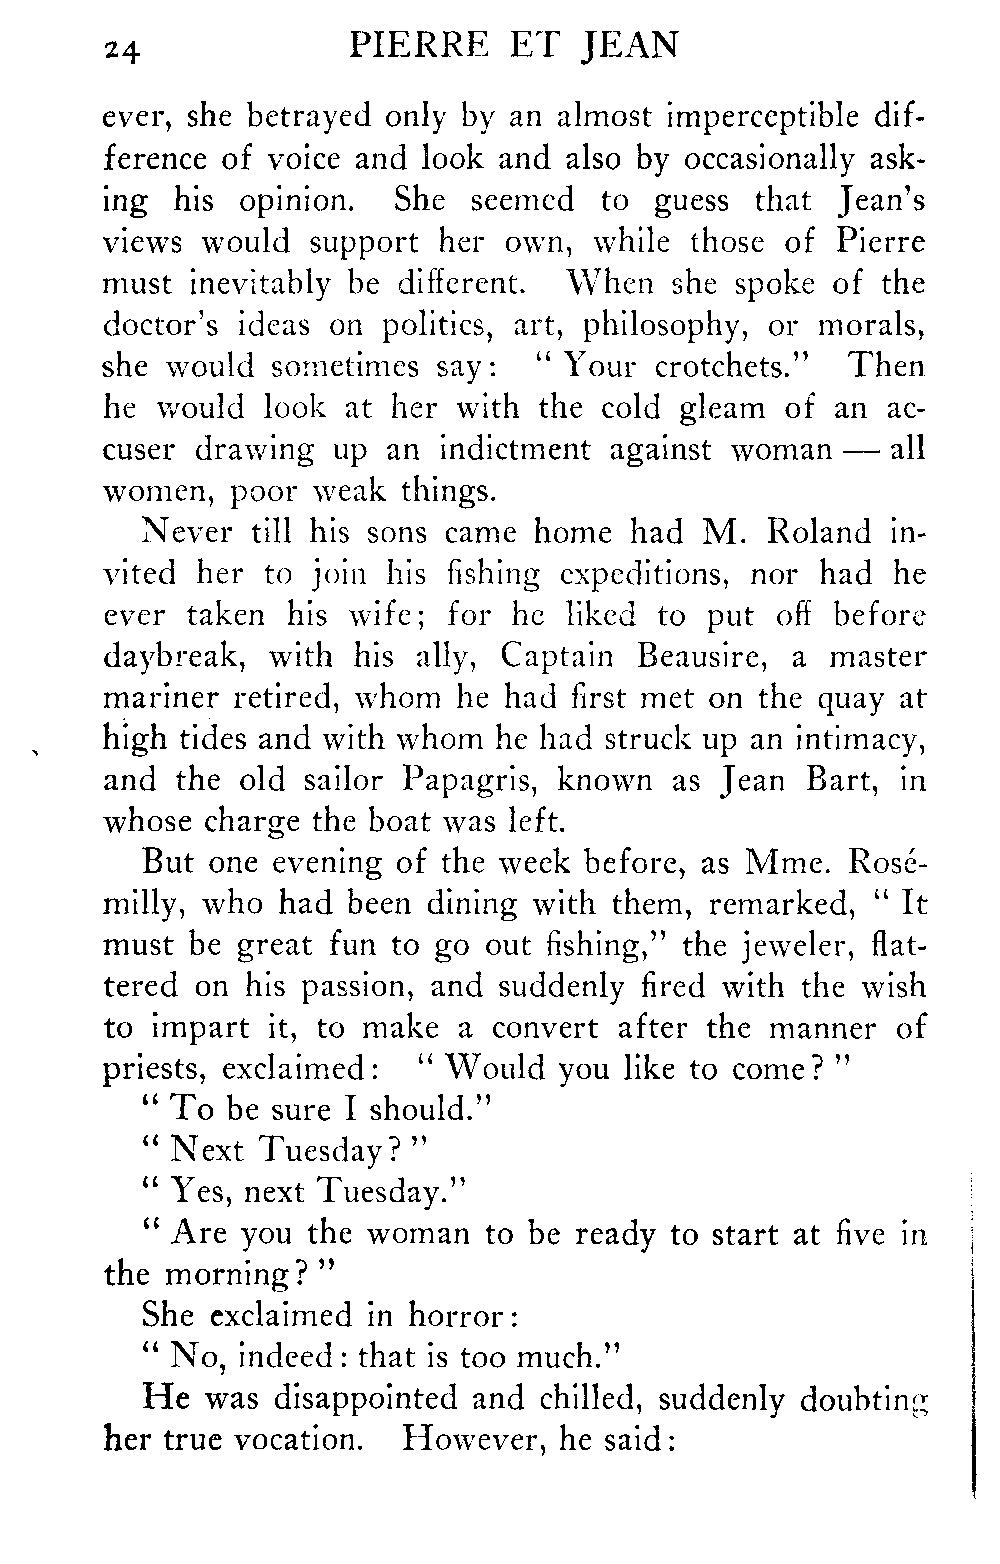 24 PIERRE ET JEAN
ever, she betrayed only by an almost imperceptible dif-
ference of voice and look and also by occasionally ask-
ing his opinion. She seemed to guess that Jean's
views would support her own, while those of Pierre
must inevitably be different. When she spoke of the
doctor's ideas on politics, art, philosophy, or morals,
she would sometimes say: “ Your crotchets.” Then
he would look at her with the cold gleam of an ac-
cuser drawing up an indictment against woman — all
women, poor weak things.
Never till his sons came home had M. Roland in-
vited her to join his fishing expeditions, nor had he
ever taken his wife; for he liked to put off before
daybreak, with his ally, Captain Beausire, a master
mariner retired, whom he had first met on the quay at
high tides and with whom he had struck up an intimacy,
and the old sailor Papagris, known as Jean Bart, in
whose charge the boat was left.
But one evening of the week before, as Mme. Rosé-
milly, who had been dining with them, remarked, “ It
must be great fun to go out fishing,” the jeweler, flat-
tered on his passion, and suddenly fired with the wish
to impart it, to make a convert after the manner of
priests, exclaimed: “ Would you like to come? ”
“ To be sure I should.”
“ Next Tuesday? ”
“ Yes, next Tuesday.”
“ Are you the woman to be ready to start at five in
the morning? ”
She exclaimed in horror:
“ No, indeed: that is too much.”
He was disappointed and chilled, suddenly doubting
her true vocation. However, he said: